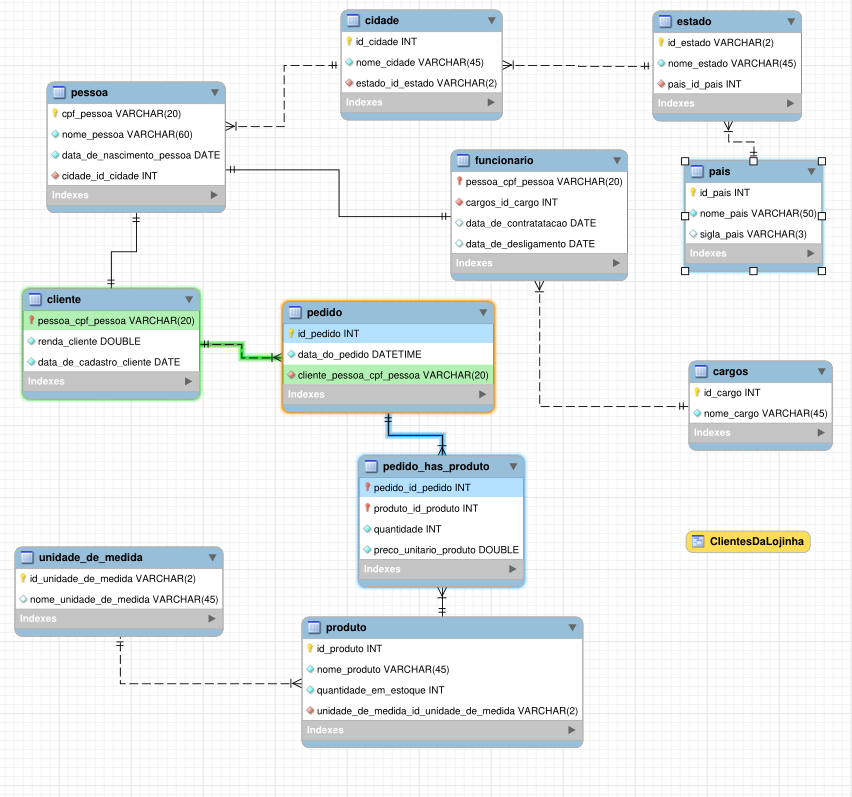 cidade
id_cidade INT
nome_cidade VARCHAR(45)
estado_id_estado VARCHAR(2)
Indexes
estado
id_estado VARCHAR(2)
nome_estado VARCHAR(45)
pais_id_pais INT
Indexes
pessoa
cpf_pessoa VARCHAR(20)
nome_pessoa VARCHAR(60)
data_de_nascimento_pessoa DATE
cidade_id_cidade INT
Indexes
funcionario
pessoa_cpf_pessoa VARCHAR(20)
cargos_id_cargo INT
data_de_contratatacao DATE
data_de_desligamento DATE
Indexes
pais
id_pais INT
nome_pais VARCHAR(50)
sigla_pais VARCHAR(3)
Indexes
cliente
pessoa_cpf_pessoa VARCHAR(20)
renda_cliente DOUBLE
data_de_cadastro_cliente DATE
Indexes
pedido
id_pedido INT
data_do_pedido DATETIME
cliente_pessoa_cpf_pessoa VARCHAR(20)
Indexes
cargos
id_cargo INT
nome_cargo VARCHAR(45)
Indexes
pedido_has_produto
pedido_id_pedido INT
produto_id_produto INT
quantidade INT
preco_unitario_produto DOUBLE
Indexes
ClientesDaLojinha
unidade_de_medida
id_unidade_de_medida VARCHAR(2)
nome_unidade_de_medida VARCHAR(45)
Indexes
produto
id_produto INT
nome_produto VARCHAR(45)
quantidade_em_estoque INT
unidade_de_medida_id_unidade_de_medida VARCHAR(2)
Indexes